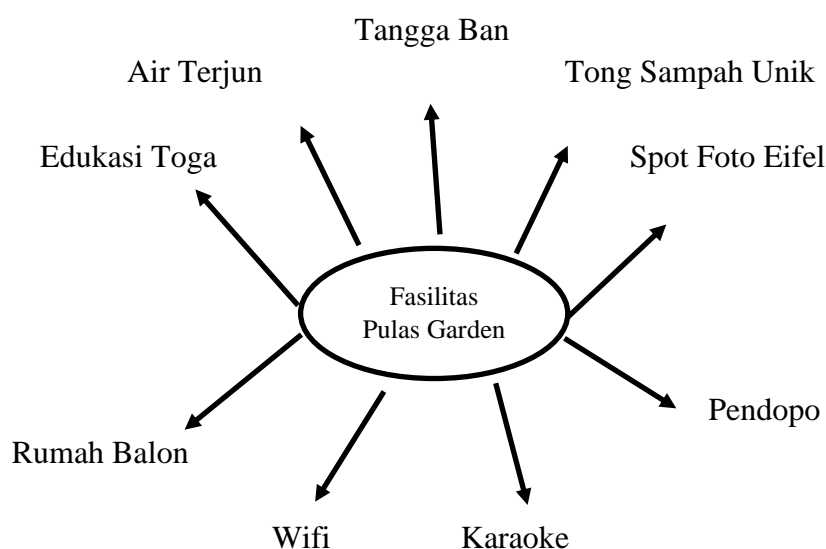 Tangga Ban
Air Terjun
Tong Sampah Unik
Edukasi Toga
Spot Foto Eifel
Fasilitas
Pulas Garden
Pendopo
Rumah Balon
Wifi
Karaoke